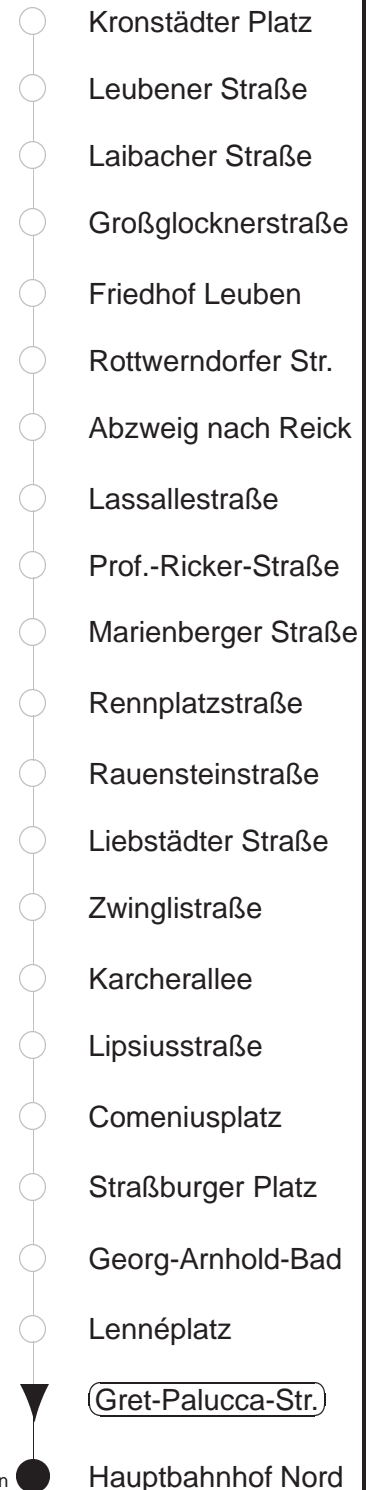 Kronstädter Platz
Leubener Straße
Laibacher Straße
Großglocknerstraße
Friedhof Leuben
Rottwerndorfer Str.
Abzweig nach Reick
Lassallestraße
Prof.-Ricker-Straße
Marienberger Straße
Rennplatzstraße
Rauensteinstraße
Liebstädter Straße
Zwinglistraße
Karcherallee
Lipsiusstraße
Comeniusplatz
Straßburger Platz
Georg-Arnhold-Bad
Lennéplatz
Gret-Palucca-Str.
Hauptbahnhof Nord